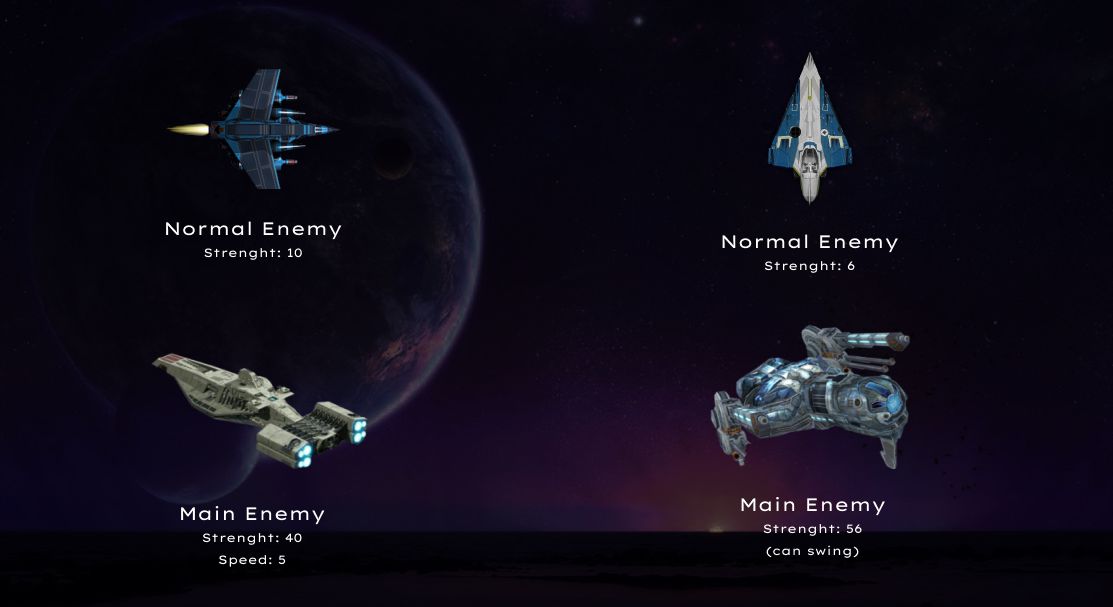 Normal Enemy
Strenght: 10
Normal Enemy
Strenght: 6
Main Enemy
Strenght: 40
Speed: 5
Main Enemy
Strenght: 56
(can swing)